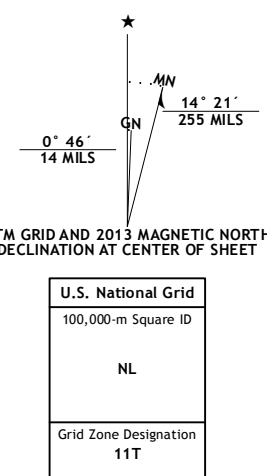 ★
MN
GN
14° 21´
255 MILS
0° 46´
14 MILS
TM GRID AND 2013 MAGNETIC NORTH
DECLINATION AT CENTER OF SHEET
U.S. National Grid
100,000-m Square ID
NL
Grid Zone Designation
11T